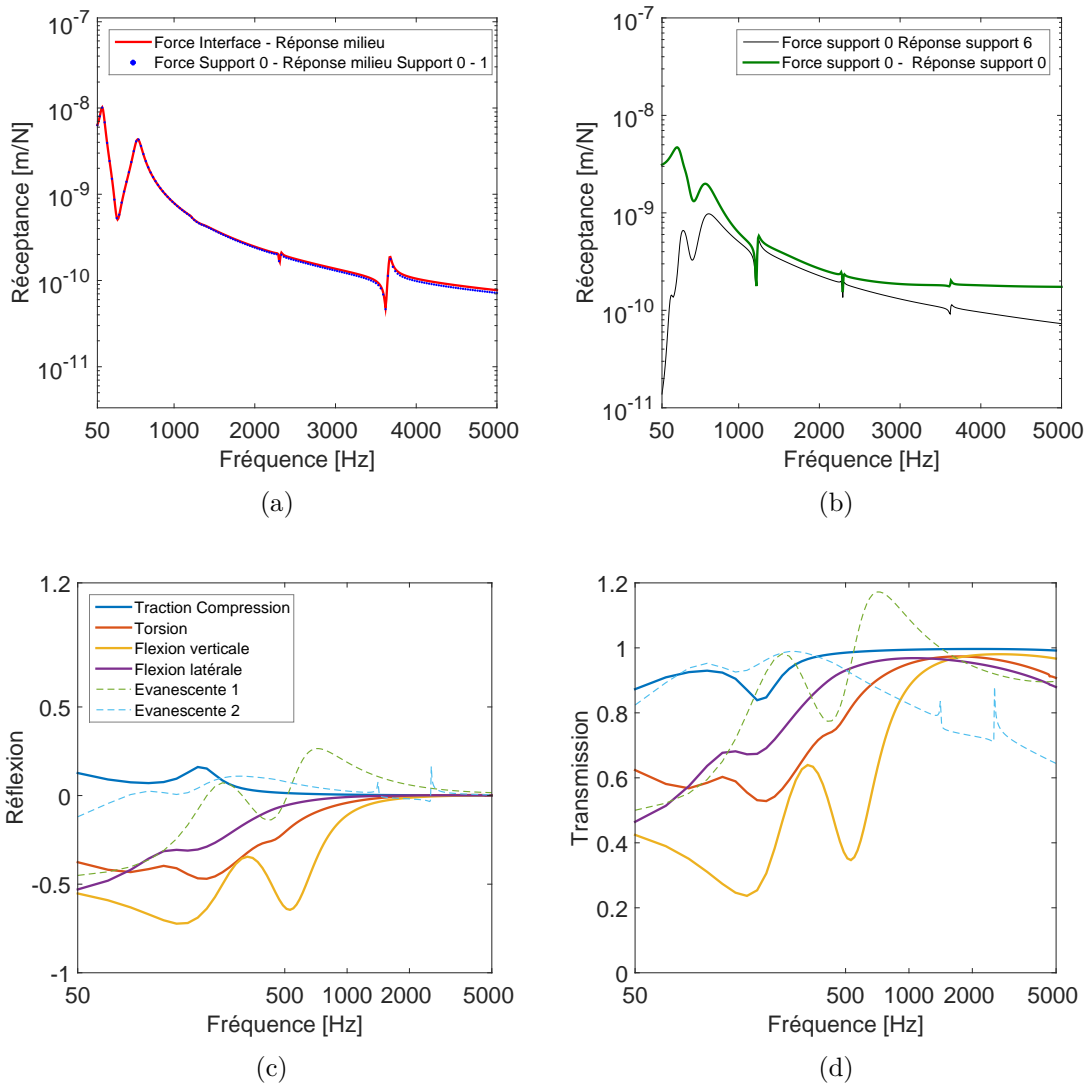 10-7
10-8
10-9
10-10
10-11
Réceptance [m/N]
Force Interface - Réponse milieu
Force Support 0 - Réponse milieu Support 0 - 1
50 1000 2000 3000 4000 5000
Fréquence [Hz]
(a)
10-7
10-8
10-9
10-10
10-11
Réceptance [m/N]
Force support 0 Réponse support 6
Force support 0 - Réponse support 0
50 1000 2000 3000 4000 5000
Fréquence [Hz]
(b)
1.2
0.5
0
-0.5
-1
Réflexion
Traction Compression
Torsion
Flexion verticale
Flexion latérale
Evanescente 1
Evanescente 2
50 500 1000 2000 5000
Fréquence [Hz]
(c)
1.2
1
0.8
0.6
0.4
0.2
0
Transmission
50 500 1000 2000 5000
Fréquence [Hz]
(d)